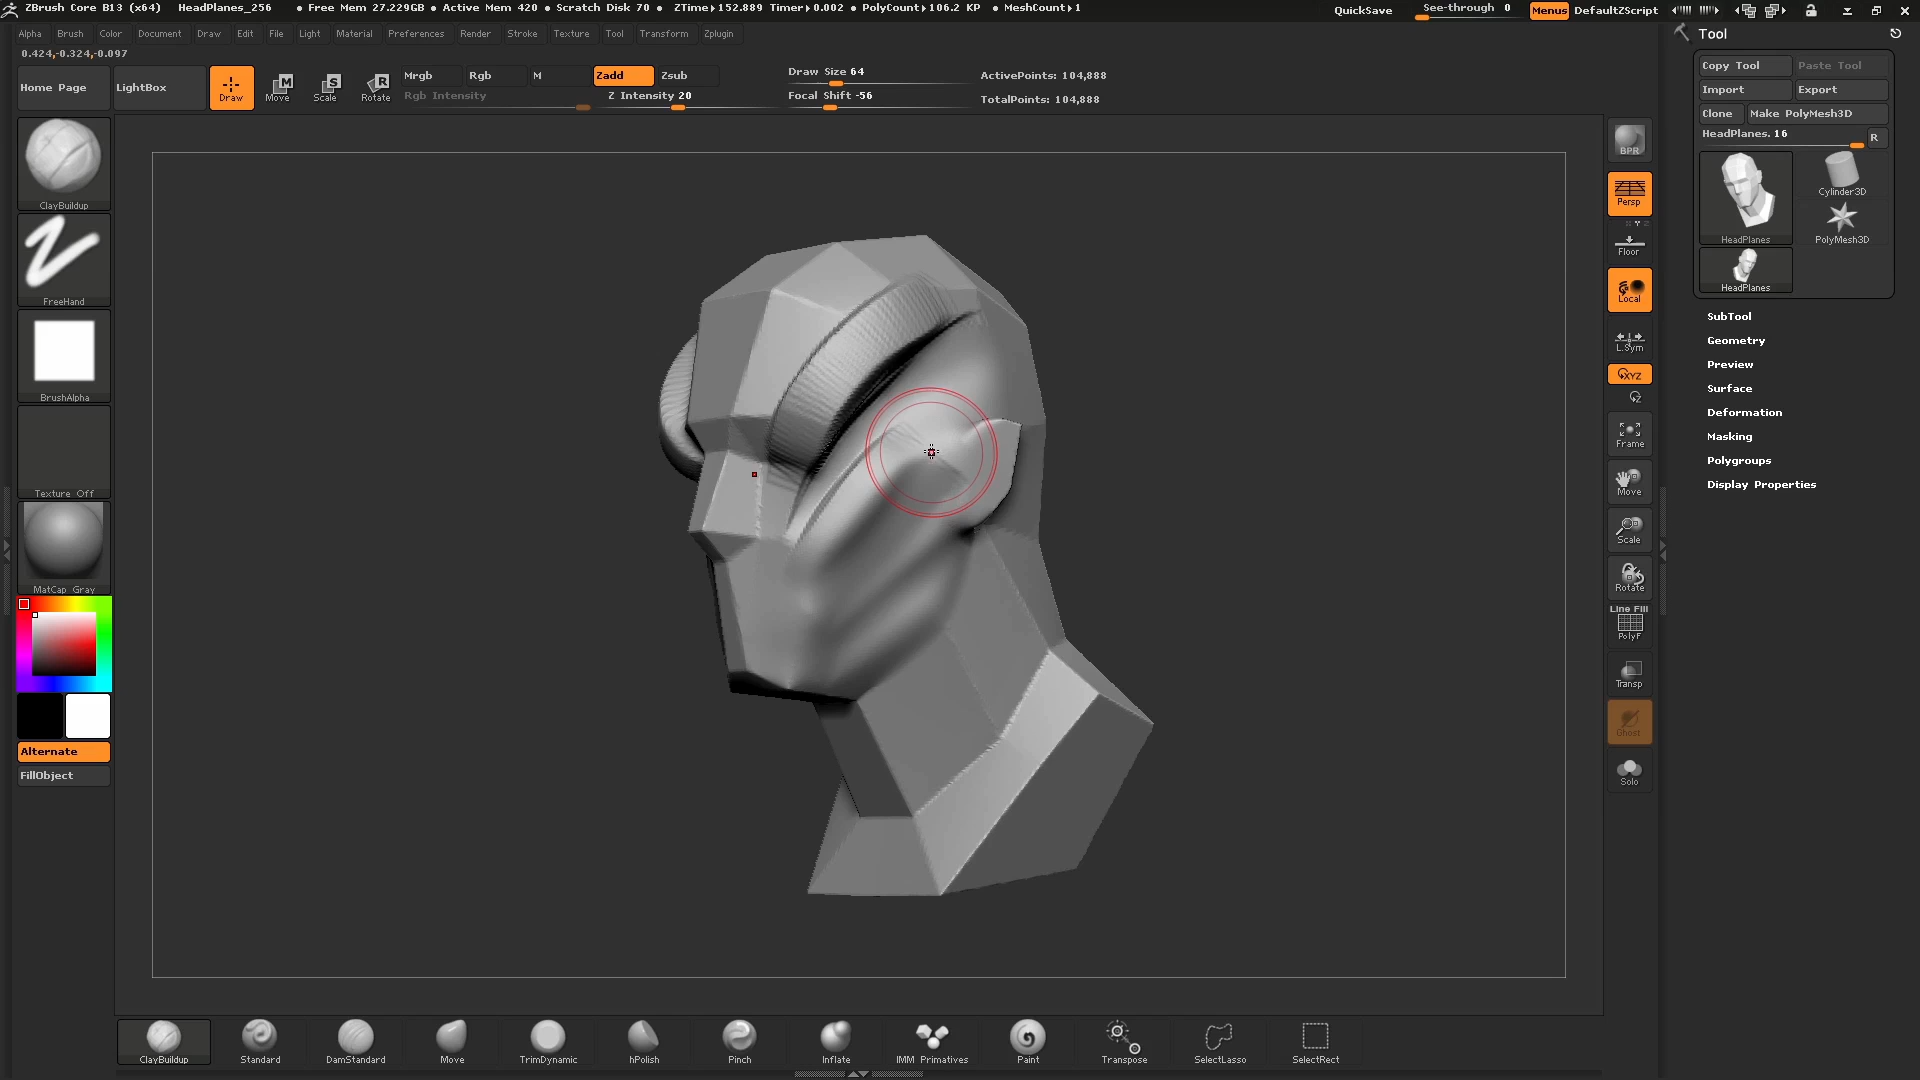 ZBrush Core B13 (x64) HeadPlanes_256 • Free Mem 27.229GB • Active Mem 420 • Scratch Disk 70 • ZTime▸152.889 Timer▸0.002 • PolyCount▸106.2 KP • MeshCount▸1 QuickSave See-through 0 Menus DefaultZScript
Alpha Brush Color Document Draw Edit File Light Material Preferences Render Stroke Texture Tool Transform Zplugin
Tool
0.424,-0.324,-0.097
Home Page LightBox Draw Move Scale Rotate
M S R
Mrgb Rgb M Zadd Zsub
Rgb Intensity Z Intensity 20
Draw Size 64
Focal Shift -56
ActivePoints: 104,888
TotalPoints: 104,888
Copy Tool Paste Tool
Import Export
Clone Make PolyMesh3D
HeadPlanes. 16 R
HeadPlanes
Cylinder3D
PolyMesh3D
HeadPlanes
SubTool
Geometry
Preview
Surface
Deformation
Masking
Polygroups
Display Properties
ClayBuildup
FreeHand
BrushAlpha
Texture Off
MatCap Gray
Alternate
FillObject
BPR
Persp
Floor
Local
L.Sym
XYZ
Frame
Move
Scale
Rotate
Line Fill
PolyF
Transp
Ghost
Solo
ClayBuildup Standard DamStandard Move TrimDynamic hPolish Pinch Inflate IMM Primitives Paint Transpose SelectLasso SelectRect